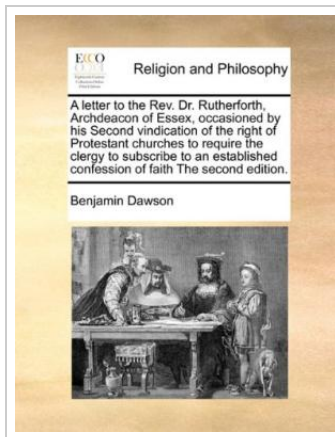 ECCO
Religion and Philosophy
A letter to the Rev. Dr. Rutherforth,
Archdeacon of Essex, occasioned by
his Second vindication of the right of
Protestant churches to require the
clergy to subscribe to an established
confession of faith The second edition.
Benjamin Dawson